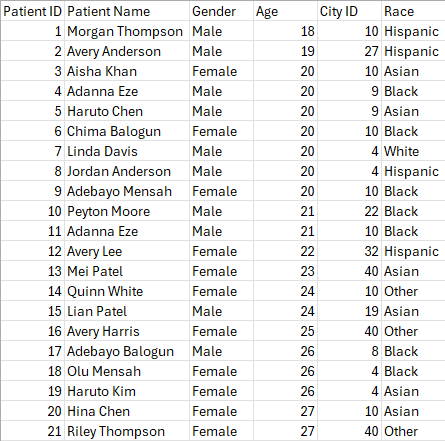 Patient ID Patient Name Gender Age City ID Race
1 Morgan Thompson Male 18 10 Hispanic
2 Avery Anderson Male 19 27 Hispanic
3 Aisha Khan Female 20 10 Asian
4 Adanna Eze Male 20 9 Black
5 Haruto Chen Male 20 9 Asian
6 Chima Balogun Female 20 10 Black
7 Linda Davis Male 20 4 White
8 Jordan Anderson Male 20 4 Hispanic
9 Adebayo Mensah Female 20 10 Black
10 Peyton Moore Male 21 22 Black
11 Adanna Eze Male 21 10 Black
12 Avery Lee Female 22 32 Hispanic
13 Mei Patel Female 23 40 Asian
14 Quinn White Female 24 10 Other
15 Lian Patel Male 24 19 Asian
16 Avery Harris Female 25 40 Other
17 Adebayo Balogun Male 26 8 Black
18 Olu Mensah Female 26 4 Black
19 Haruto Kim Female 26 4 Asian
20 Hina Chen Female 27 10 Asian
21 Riley Thompson Female 27 40 Other